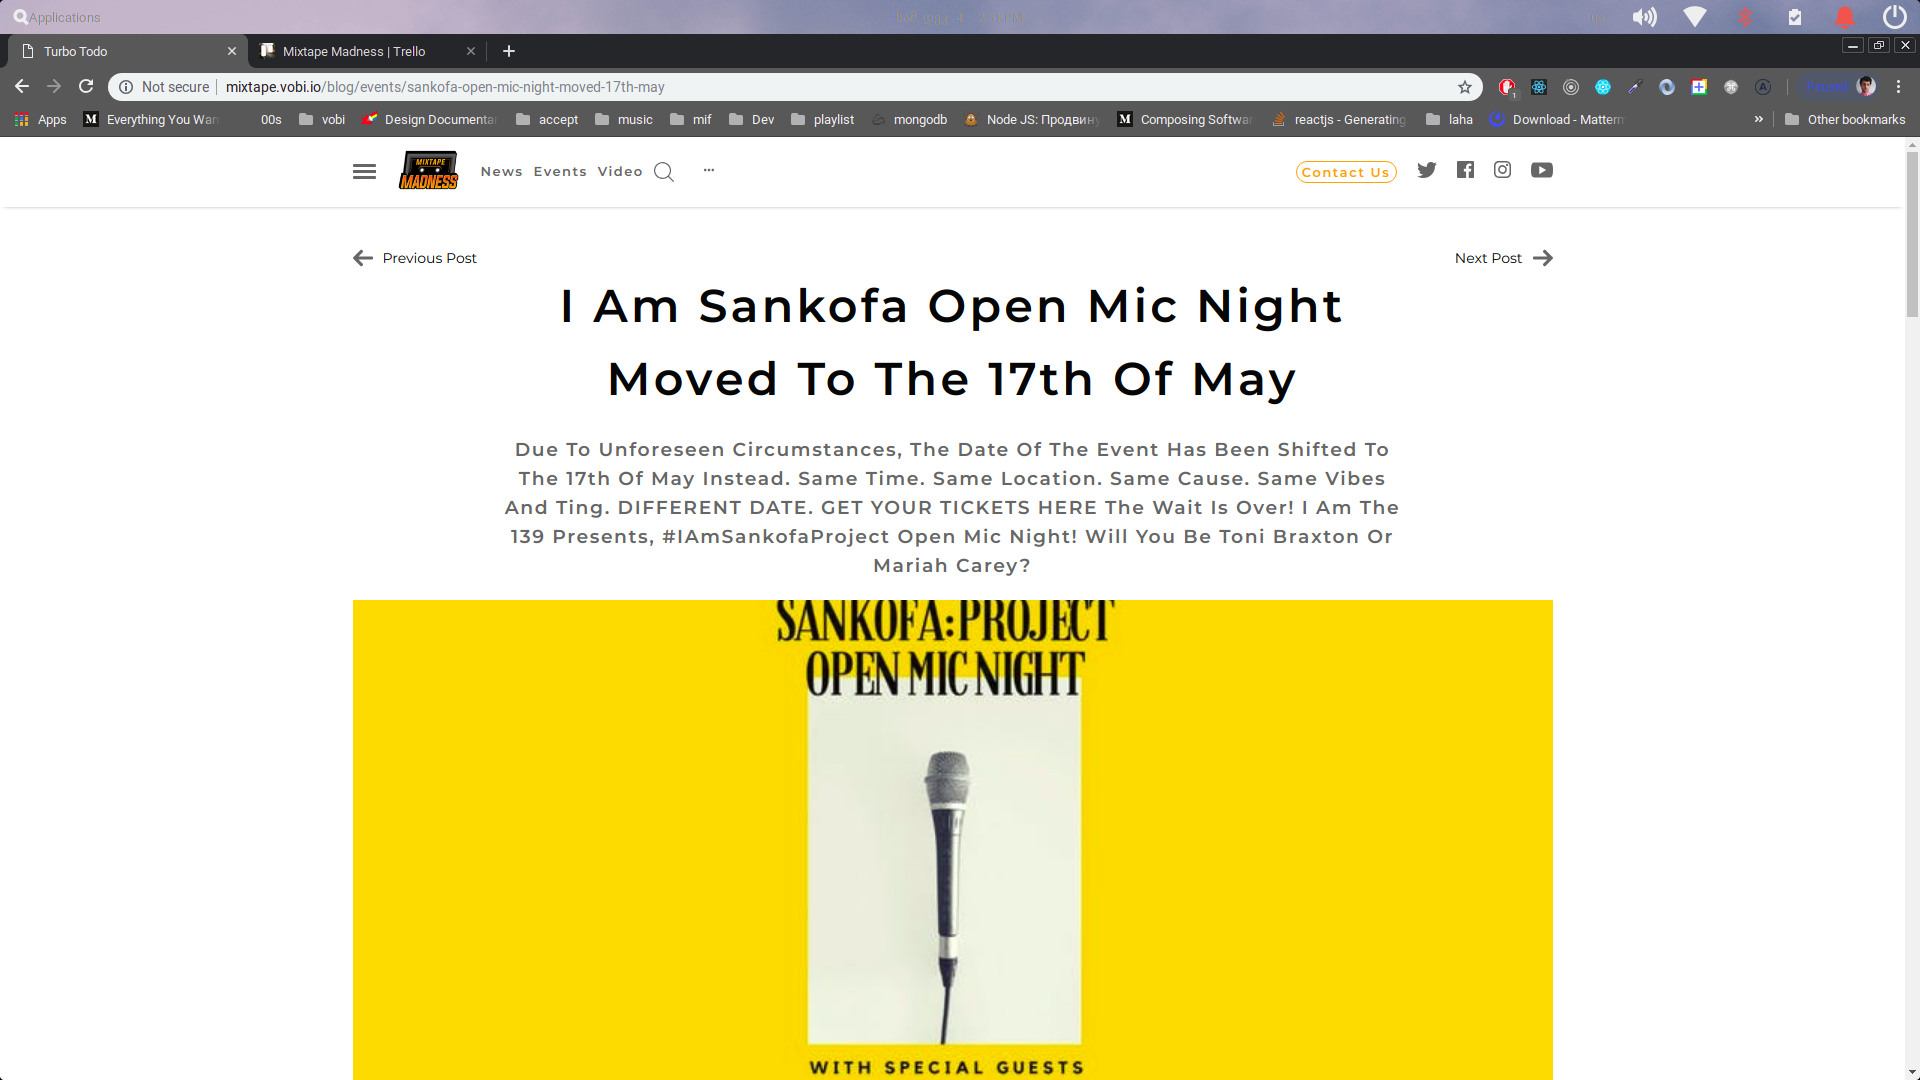 Applications
Turbo Todo
Mixtape Madness | Trello
Not secure
mixtape.vobi.io/blog/events/sankofa-open-mic-night-moved-17th-may
Paused
Apps
Everything You Wan
00s
vobi
Design Documentar
accept
music
mif
Dev
playlist
mongodb
Node JS: Продвину
Composing Softwar
reactjs - Generating
laha
Download - Matterm
Other bookmarks
MIXTAPE
MADNESS
News
Events
Video
Contact Us
Previous Post
Next Post
I Am Sankofa Open Mic Night
Moved To The 17th Of May
Due To Unforeseen Circumstances, The Date Of The Event Has Been Shifted To
The 17th Of May Instead. Same Time. Same Location. Same Cause. Same Vibes
And Ting. DIFFERENT DATE. GET YOUR TICKETS HERE The Wait Is Over! I Am The
139 Presents, #IAmSankofaProject Open Mic Night! Will You Be Toni Braxton Or
Mariah Carey?
SANKOFA:PROJECT
OPEN MIC NIGHT
WITH SPECIAL GUESTS